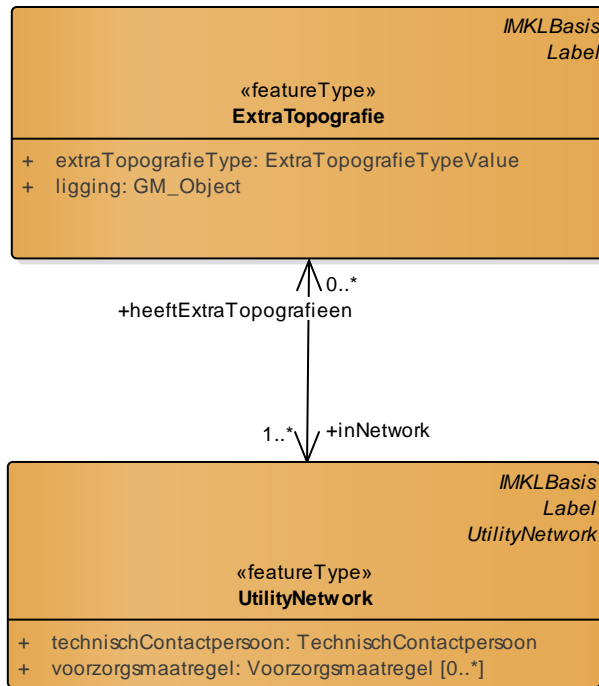 IMKLBasis
Label
«featureType»
ExtraTopografie
+ extraTopografieType: ExtraTopografieTypeValue
+ ligging: GM_Object
0..*
+heeftExtraTopografieen
1..* +inNetwork
IMKLBasis
Label
UtilityNetwork
«featureType»
UtilityNetwork
+ technischContactpersoon: TechnischContactpersoon
+ voorzorgsmaatregel: Voorzorgsmaatregel [0..*]